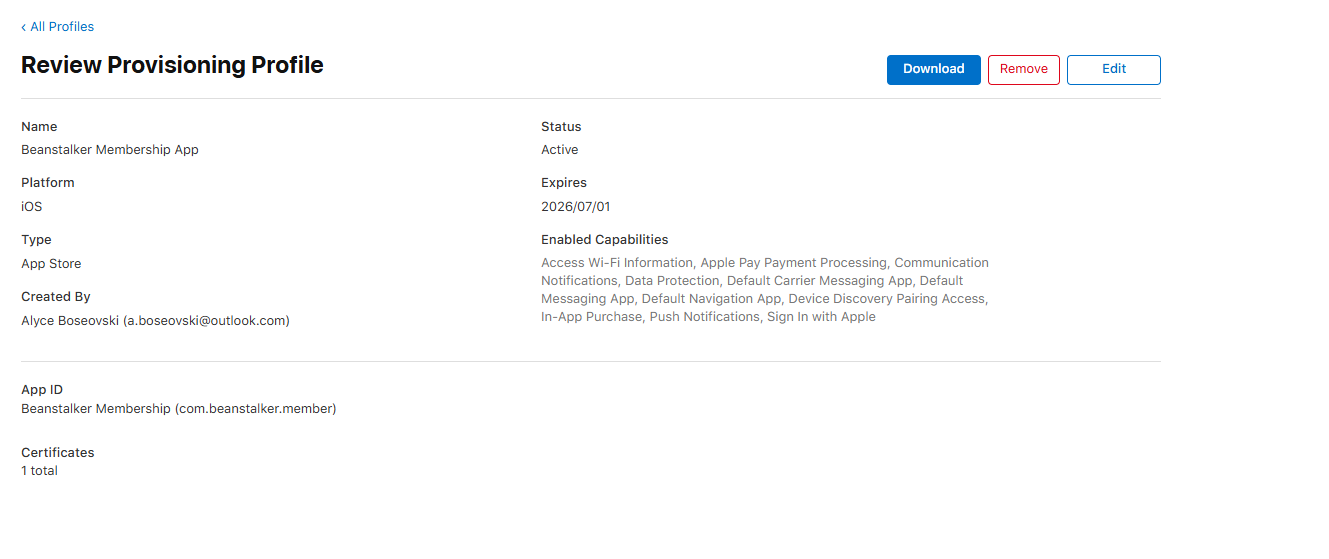 ‹ All Profiles
Review Provisioning Profile
Download
Remove
Edit
Name
Beanstalker Membership App
Platform
iOS
Type
App Store
Created By
Alyce Boseovski (a.boseovski@outlook.com)
Status
Active
Expires
2026/07/01
Enabled Capabilities
Access Wi-Fi Information, Apple Pay Payment Processing, Communication
Notifications, Data Protection, Default Carrier Messaging App, Default
Messaging App, Default Navigation App, Device Discovery Pairing Access,
In-App Purchase, Push Notifications, Sign In with Apple
App ID
Beanstalker Membership (com.beanstalker.member)
Certificates
1 total